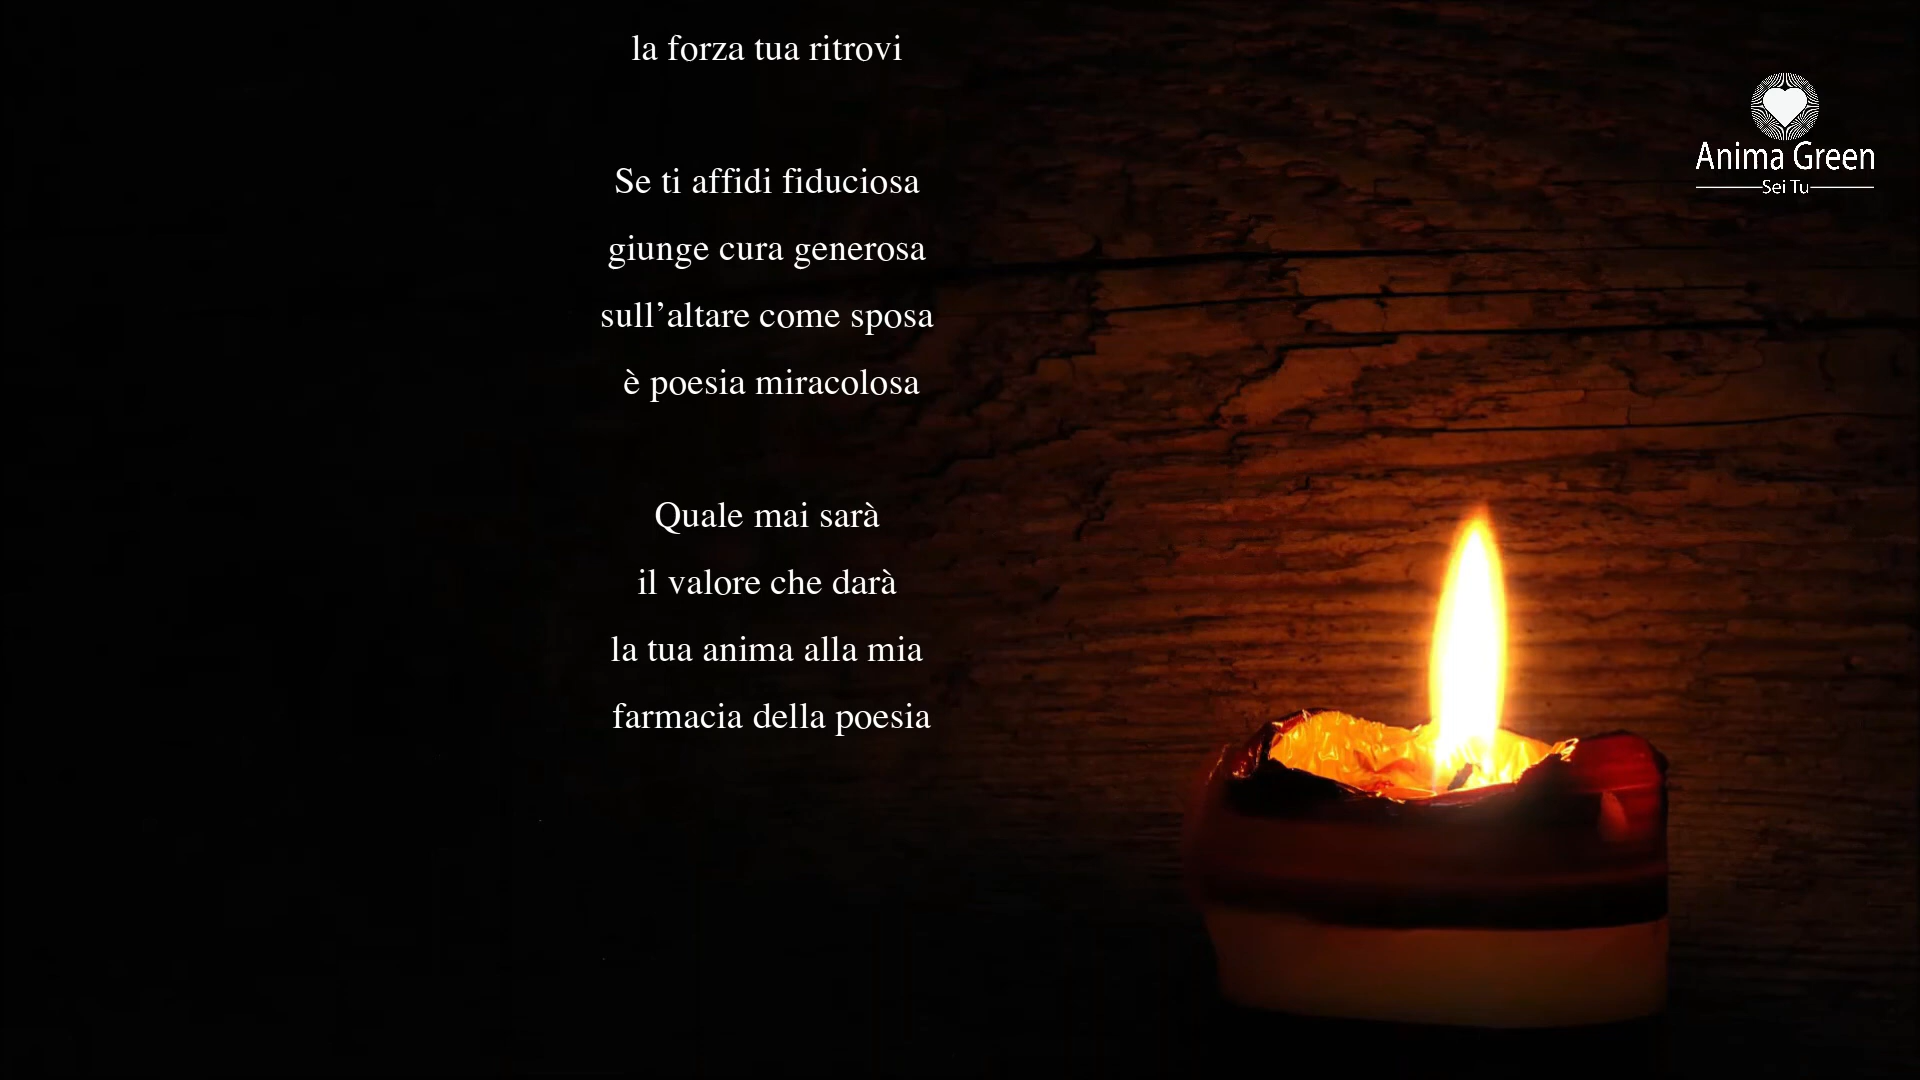 la forza tua ritrovi
Se ti affidi fiduciosa
giunge cura generosa
sull’altare come sposa
è poesia miracolosa
Quale mai sarà
il valore che darà
la tua anima alla mia
farmacia della poesia
Anima Green
Sei Tu